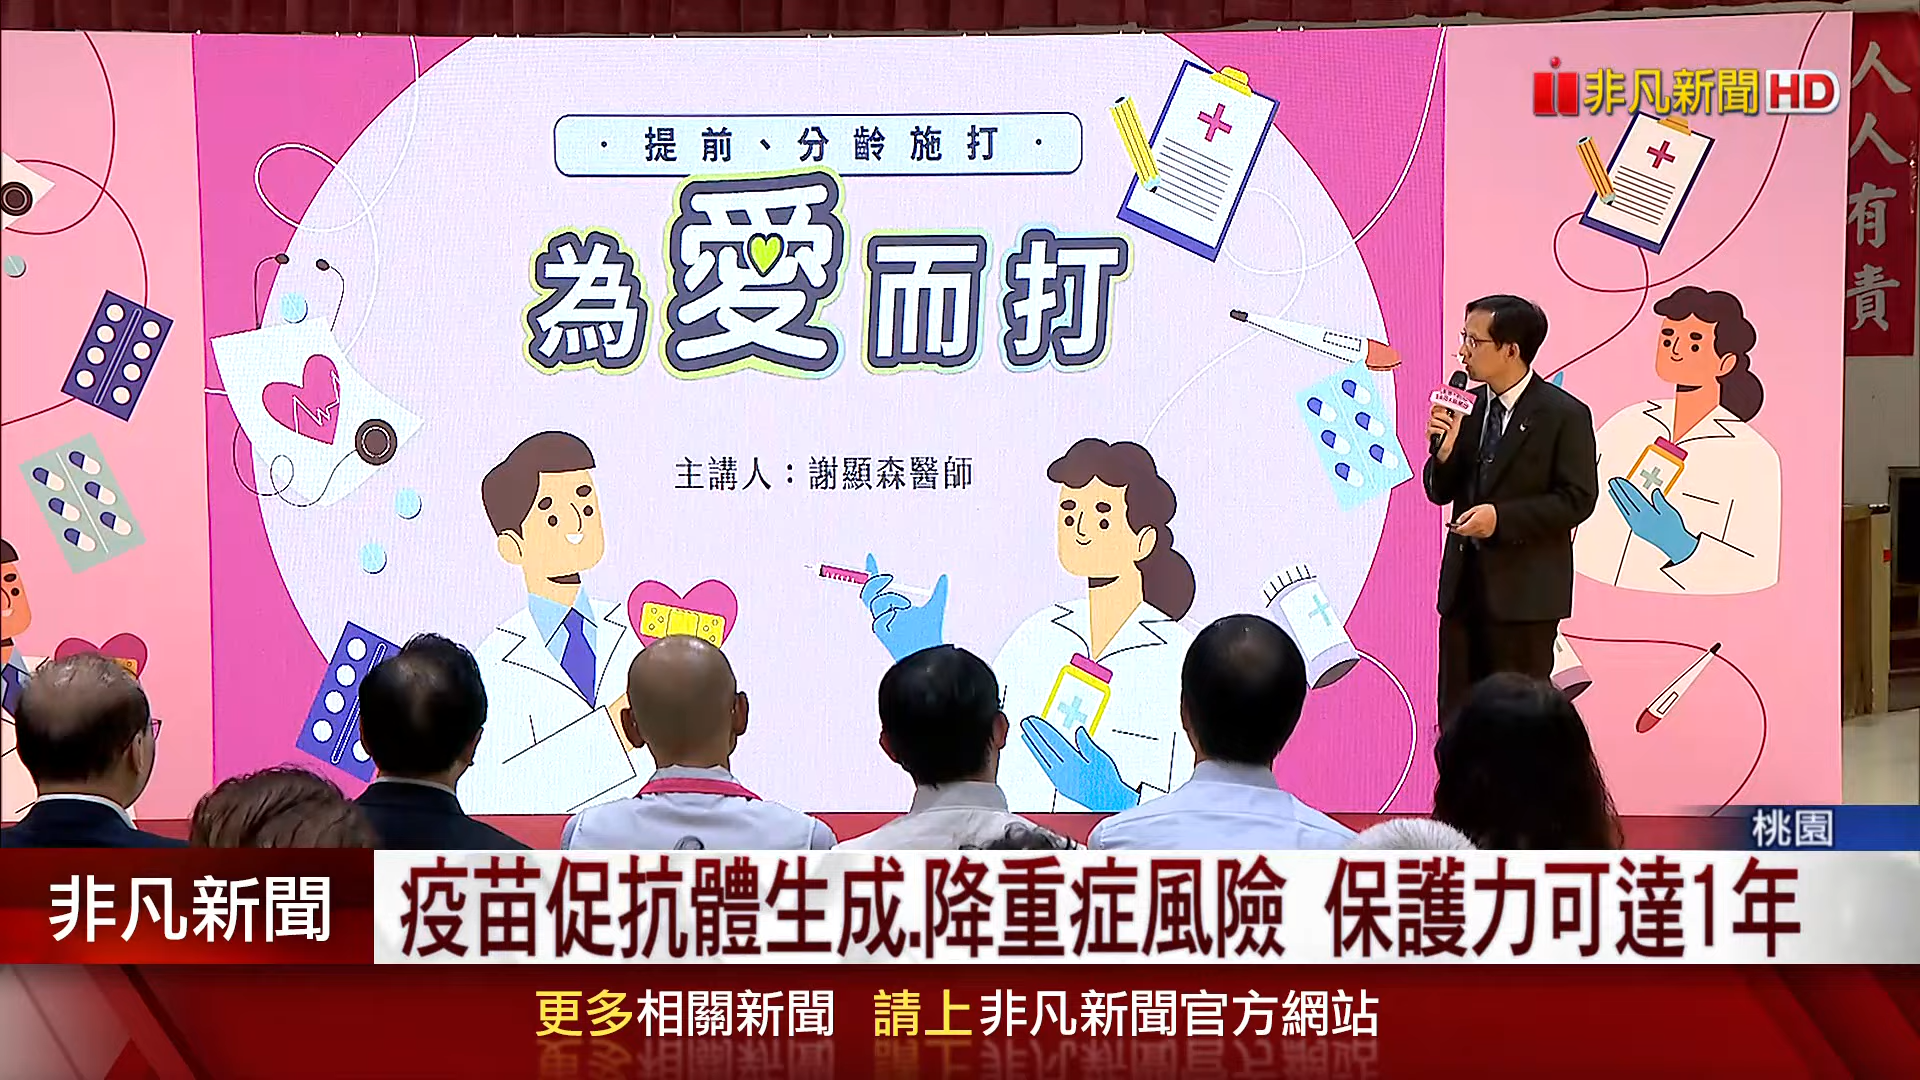 非凡新聞HD
人人有責
·提前、分齡施打·
為愛而打
主講人：謝顯森醫師
桃園
非凡新聞
疫苗促抗體生成.降重症風險 保護力可達1年
更多相關新聞 請上非凡新聞官方網站